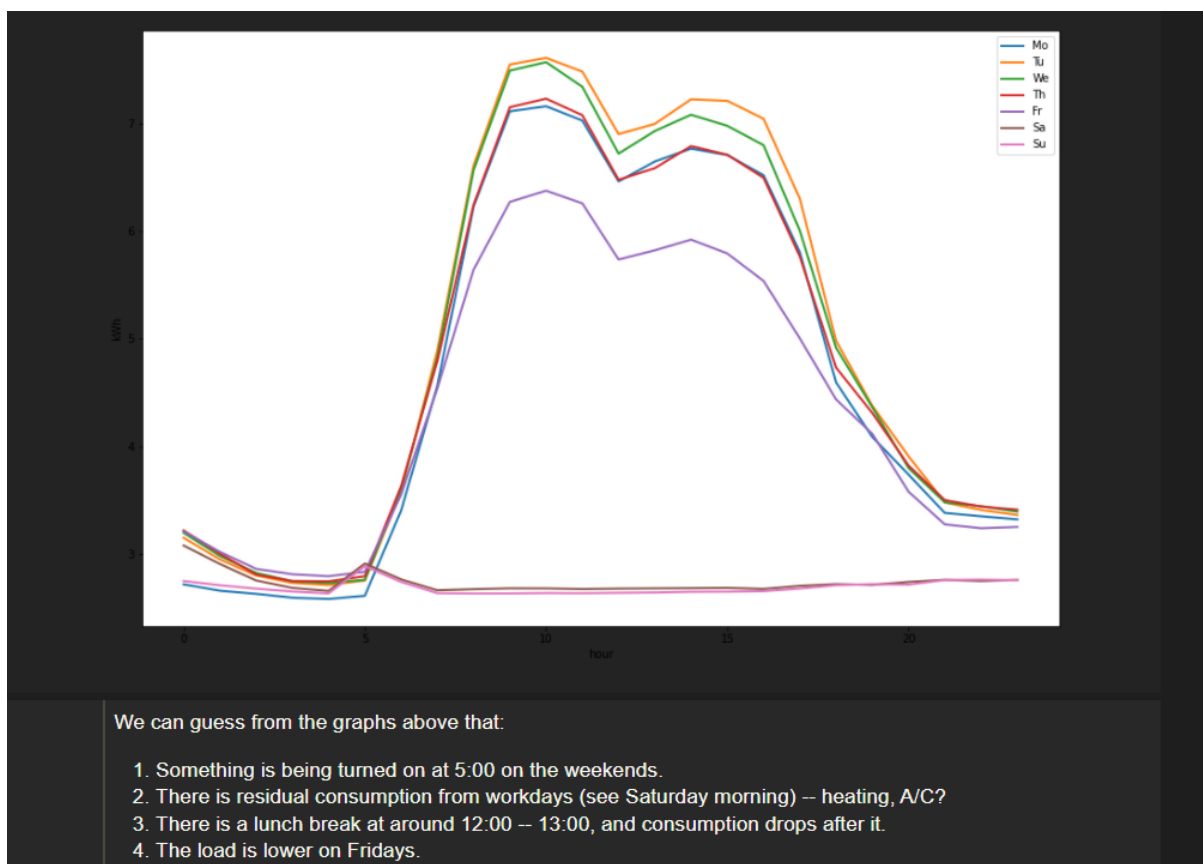 Mo
Tu
We
Th
Fr
Sa
Su
7
6
5
4
3
kWh
0
5
10
15
20
hour
We can guess from the graphs above that:
1. Something is being turned on at 5:00 on the weekends.
2. There is residual consumption from workdays (see Saturday morning) -- heating, A/C?
3. There is a lunch break at around 12:00 -- 13:00, and consumption drops after it.
4. The load is lower on Fridays.